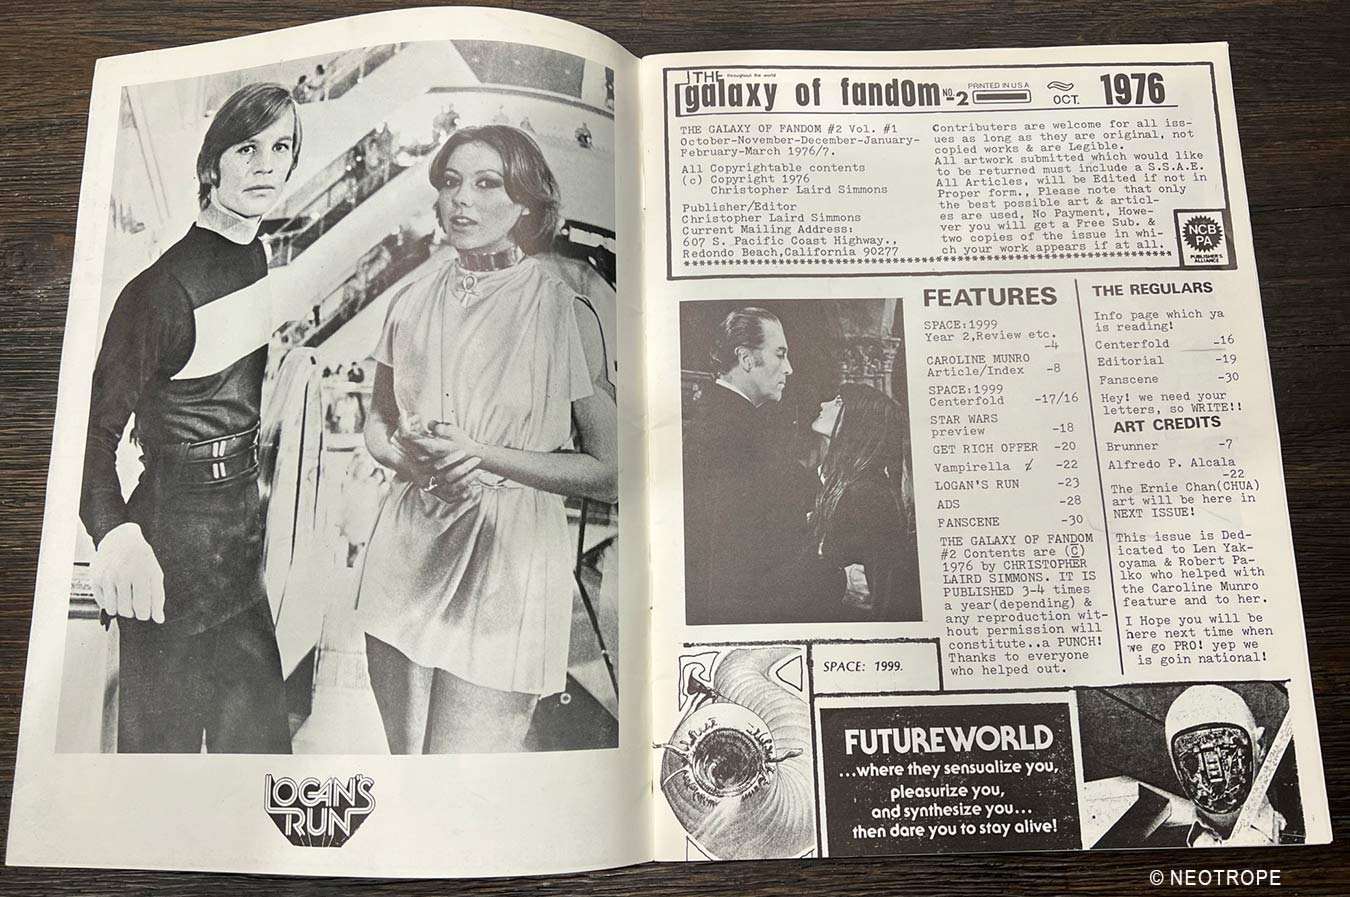 LOGAN'S
RUN
THE
throughout the world
galaxy of fandOm
NO. 2
PRINTED IN U S A
OCT.
1976
THE GALAXY OF FANDOM #2 Vol. #1
October-November-December-January-
February-March 1976/7.
All Copyrightable contents
(c) Copyright 1976
Christopher Laird Simmons
Publisher/Editor
Christopher Laird Simmons
Current Mailing Address:
607 S. Pacific Coast Highway.,
Redondo Beach,California 90277
Contributers are welcome for all iss-
ues as long as they are original, not
copied works & are Legible.
All artwork submitted which would like
to be returned must include a S.S.A.E.
All Articles, will be Edited if not in
Proper form., Please note that only
the best possible art & articl-
es are used, No Payment, Howe-
ver you will get a Free Sub. &
two copies of the issue in whi-
ch your work appears if at all.
NCB
PA
PUBLISHER'S
ALLIANCE
FEATURES
SPACE:1999
Year 2,Review etc.
-4
CAROLINE MUNRO
Article/Index -8
SPACE:1999
Centerfold -17/16
STAR WARS
preview -18
GET RICH OFFER -20
Vampirella -22
LOGAN'S RUN -23
ADS -28
FANSCENE -30
THE GALAXY OF FANDOM
#2 Contents are (C)
1976 by CHRISTOPHER
LAIRD SIMMONS. IT IS
PUBLISHED 3-4 times
a year(depending) &
any reproduction wit-
hout permission will
constitute..a PUNCH!
Thanks to everyone
who helped out.
THE REGULARS
Info page which ya
is reading!
Centerfold -16
Editorial -19
Fanscene -30
Hey! we need your
letters, so WRITE!!
ART CREDITS
Brunner -7
Alfredo P. Alcala
-22
The Ernie Chan(CHUA)
art will be here in
NEXT ISSUE!
This issue is Ded-
icated to Len Yak-
oyama & Robert Pa-
lko who helped with
the Caroline Munro
feature and to her.
I Hope you will be
here next time when
we go PRO! yep we
is goin national!
SPACE: 1999.
FUTUREWORLD
...where they sensualize you,
pleasurize you,
and synthesize you...
then dare you to stay alive!
© NEOTROPE